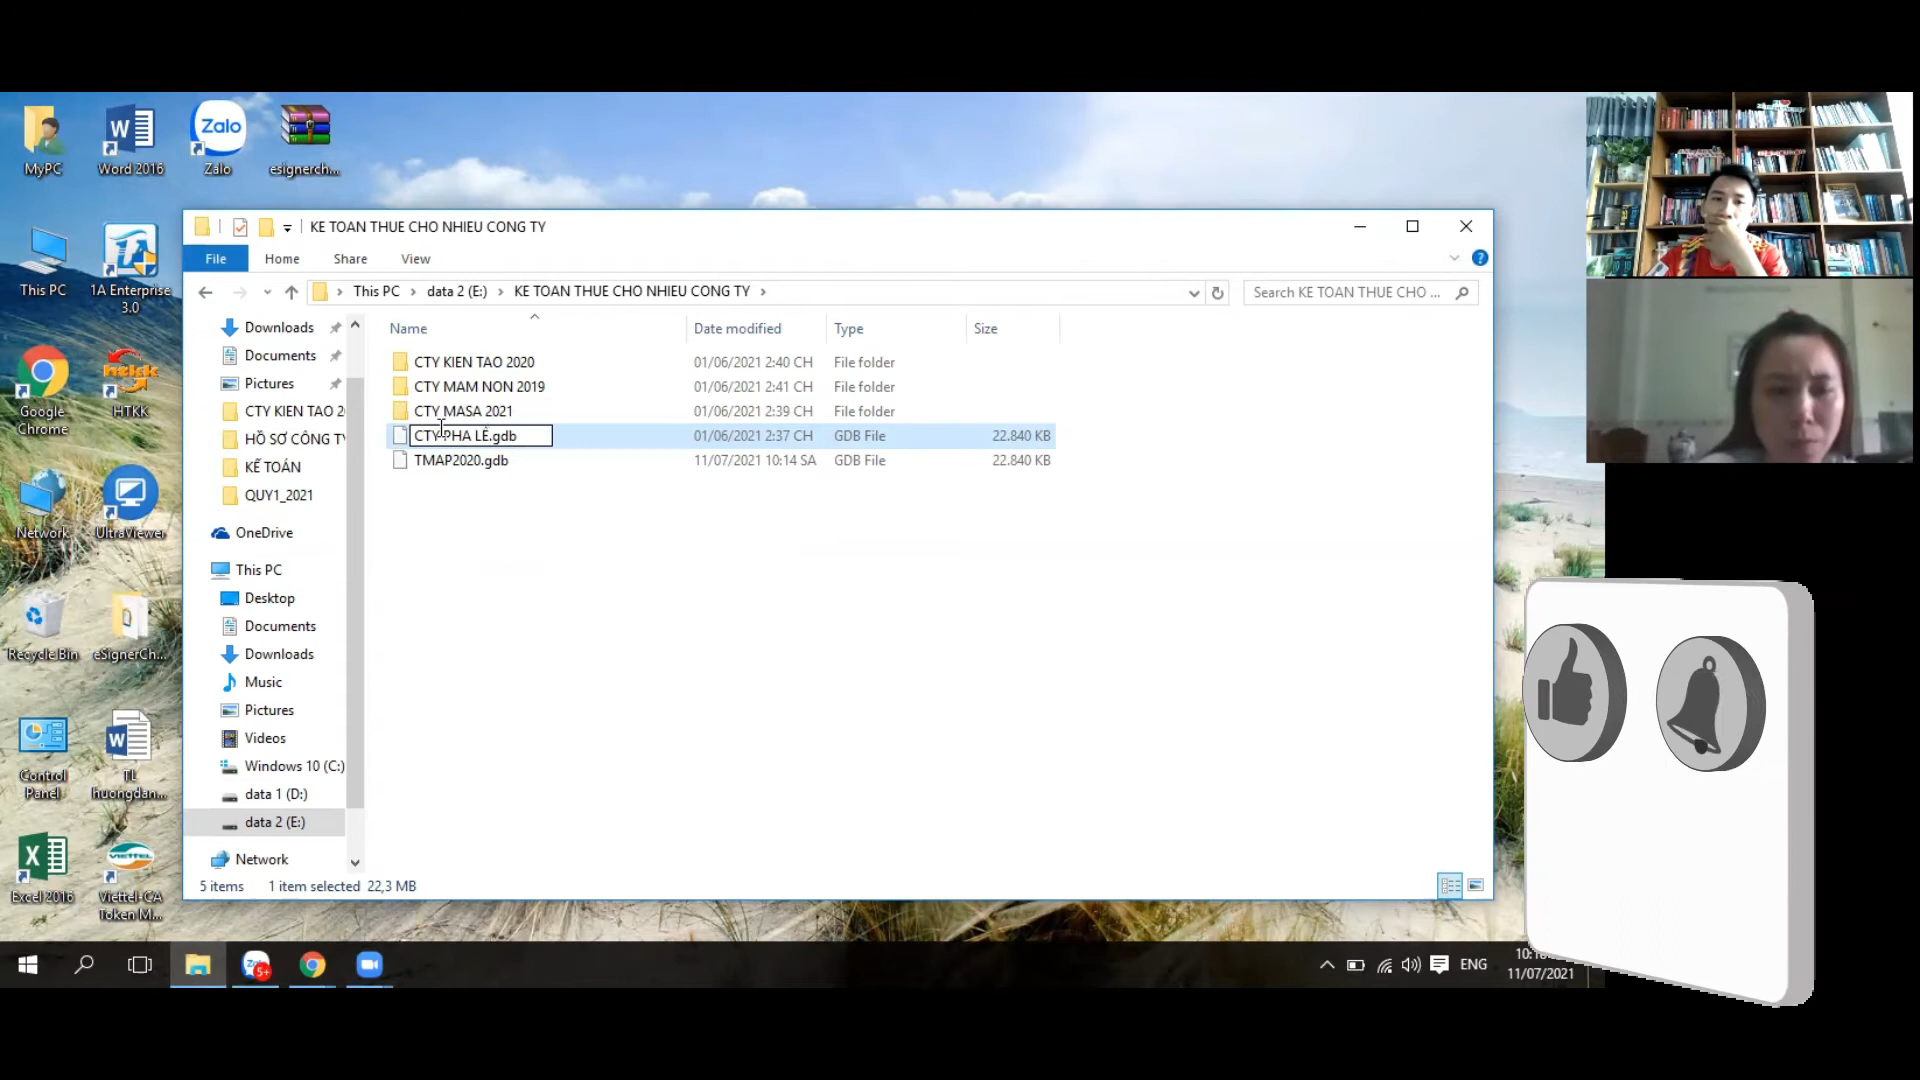 MyPC
Word 2016
Zalo
Zalo
esignerch...
KE TOAN THUE CHO NHIEU CONG TY
File
Home
Share
View
This PC
data 2 (E:)
KE TOAN THUE CHO NHIEU CONG TY
Search KE TOAN THUE CHO ...
Name
Date modified
Type
Size
CTY KIEN TAO 2020
01/06/2021 2:40 CH
File folder
CTY MAM NON 2019
01/06/2021 2:41 CH
File folder
CTY MASA 2021
01/06/2021 2:39 CH
File folder
CTY PHA LÊ.gdb
01/06/2021 2:37 CH
GDB File
22.840 KB
TMAP2020.gdb
11/07/2021 10:14 SA
GDB File
22.840 KB
Downloads
Documents
Pictures
CTY KIEN TAO 2
HỒ SƠ CÔNG TY
KẾ TOÁN
QUY1_2021
OneDrive
This PC
Desktop
Documents
Downloads
Music
Pictures
Videos
Windows 10 (C:)
data 1 (D:)
data 2 (E:)
Network
5 items
1 item selected 22,3 MB
This PC
1A Enterprise
3.0
Google
Chrome
HTKK
Network
UltraViewer
Recycle Bin
eSignerCh...
Control
Panel
TL
huongdan...
Excel 2016
Viettel-CA
Token M...
5+
ENG
11/07/2021